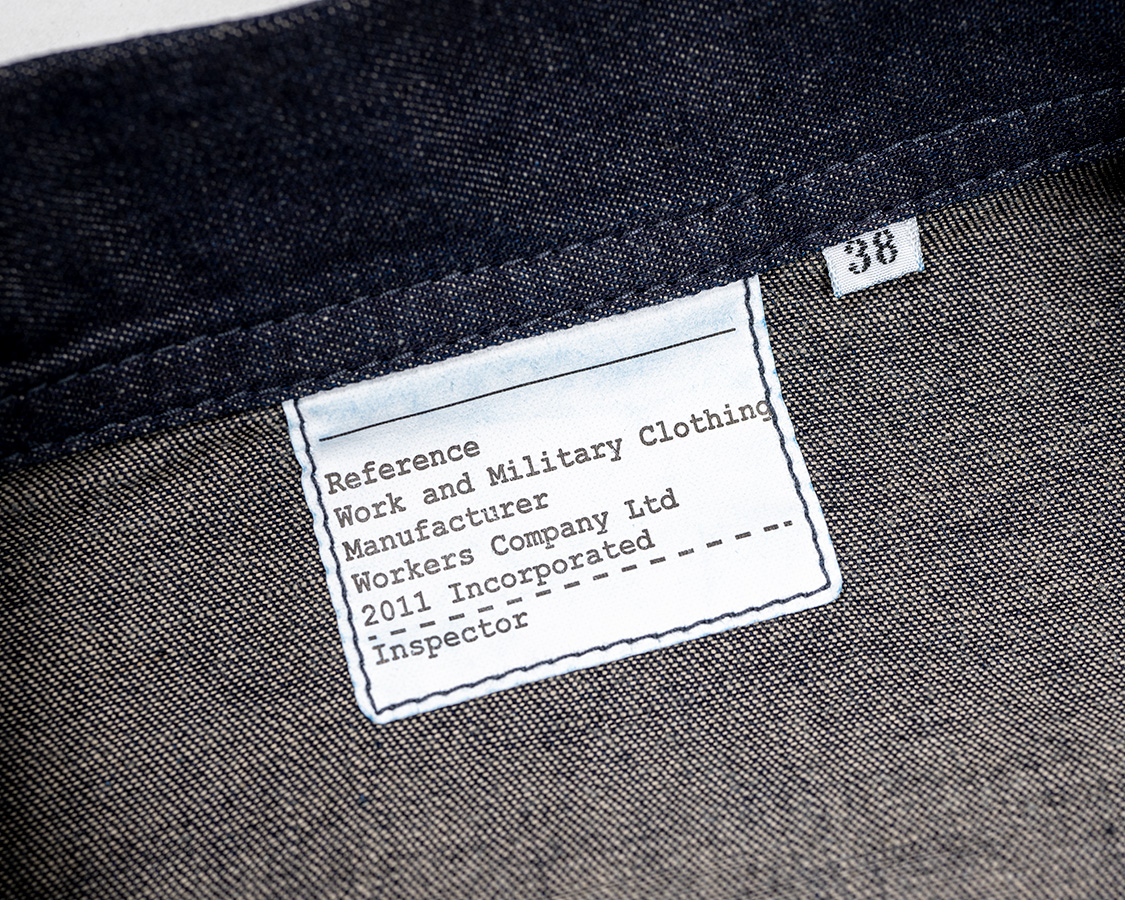 38
Reference
Work and Military Clothing
Manufacturer
Workers Company Ltd
2011 Incorporated
Inspector